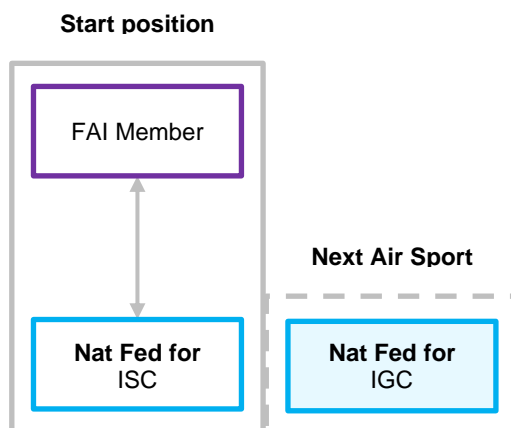 Start position
FAI Member
Next Air Sport
Nat Fed for
ISC
Nat Fed for
IGC